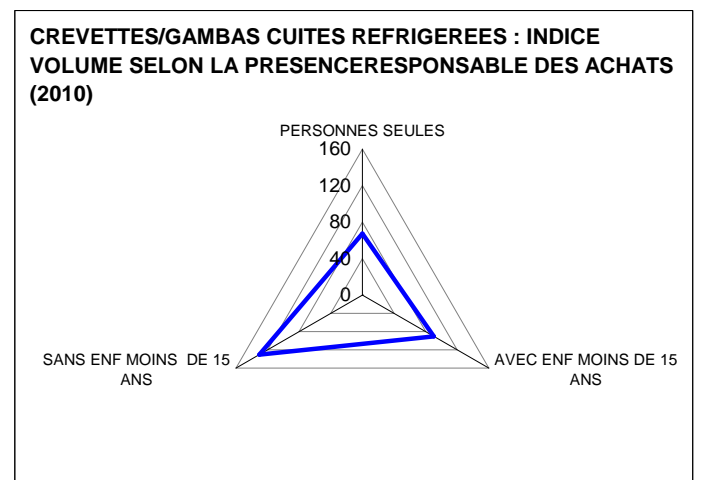 CREVETTES/GAMBAS CUITES REFRIGEREES : INDICE
VOLUME SELON LA PRESENCERESPONSABLE DES ACHATS
(2010)
PERSONNES SEULES
160
120
80
40
0
SANS ENF MOINS DE 15
ANS
AVEC ENF MOINS DE 15
ANS